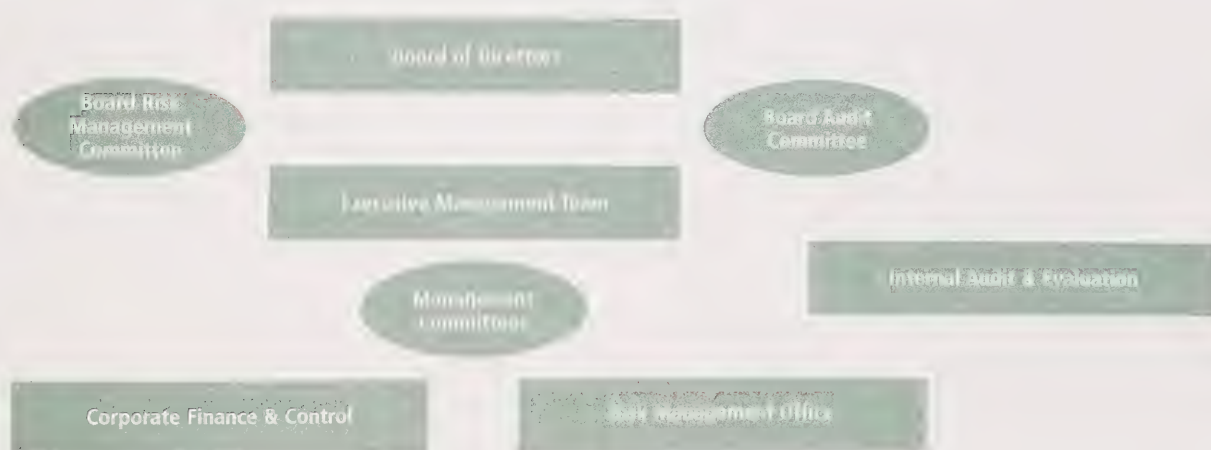 Board of Directors
Board Risk
Management
Committee
Board Audit
Committee
Executive Management Team
Internal Audit & Evaluation
Management
Committees
Corporate Finance & Control
Risk Management Office